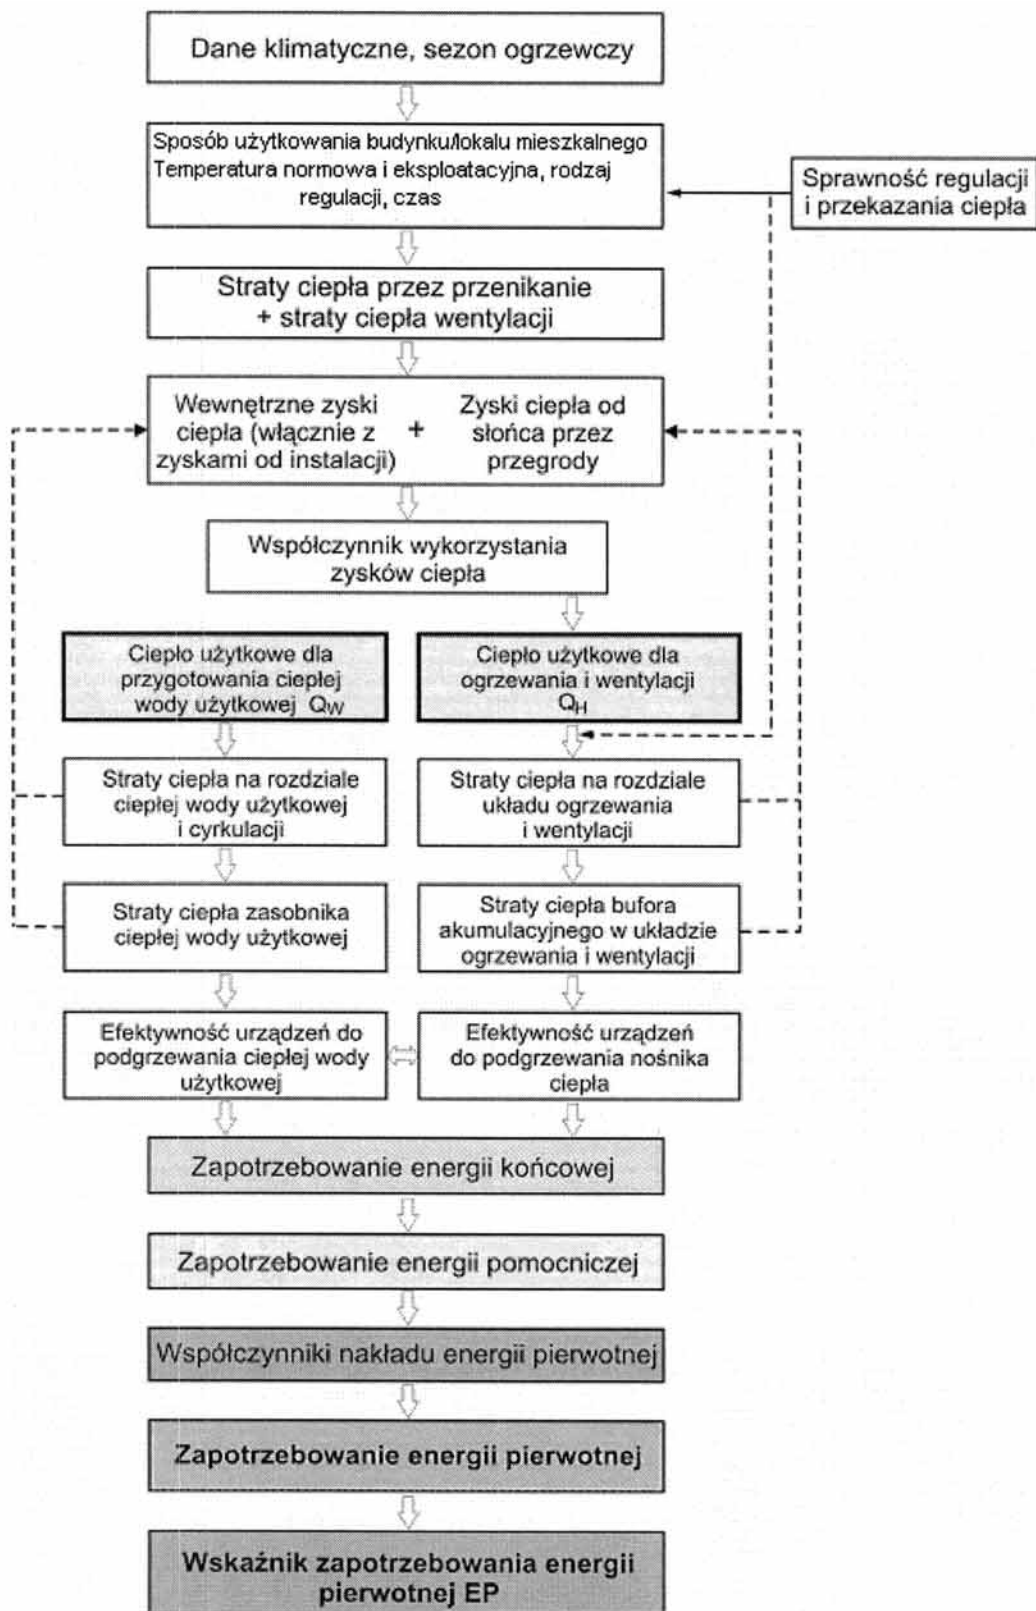 Dane klimatyczne, sezon ogrzewczy
Sposób użytkowania budynku/lokalu mieszkalnego
Temperatura normowa i eksploatacyjna, rodzaj
regulacji, czas
Sprawność regulacji
i przekazania ciepła
Straty ciepła przez przenikanie
+ straty ciepła wentylacji
Wewnętrzne zyski
ciepła (włącznie z
zyskami od instalacji)
+
Zyski ciepła od
słońca przez
przegrody
Współczynnik wykorzystania
zysków ciepła
Ciepło użytkowe dla
przygotowania ciepłej
wody użytkowej QW
Ciepło użytkowe dla
ogrzewania i wentylacji
QH
Straty ciepła na rozdziale
ciepłej wody użytkowej
i cyrkulacji
Straty ciepła na rozdziale
układu ogrzewania
i wentylacji
Straty ciepła zasobnika
ciepłej wody użytkowej
Straty ciepła bufora
akumulacyjnego w układzie
ogrzewania i wentylacji
Efektywność urządzeń do
podgrzewania ciepłej wody
użytkowej
Efektywność urządzeń
do podgrzewania nośnika
ciepła
Zapotrzebowanie energii końcowej
Zapotrzebowanie energii pomocniczej
Współczynniki nakładu energii pierwotnej
Zapotrzebowanie energii pierwotnej
Wskaźnik zapotrzebowania energii
pierwotnej EP